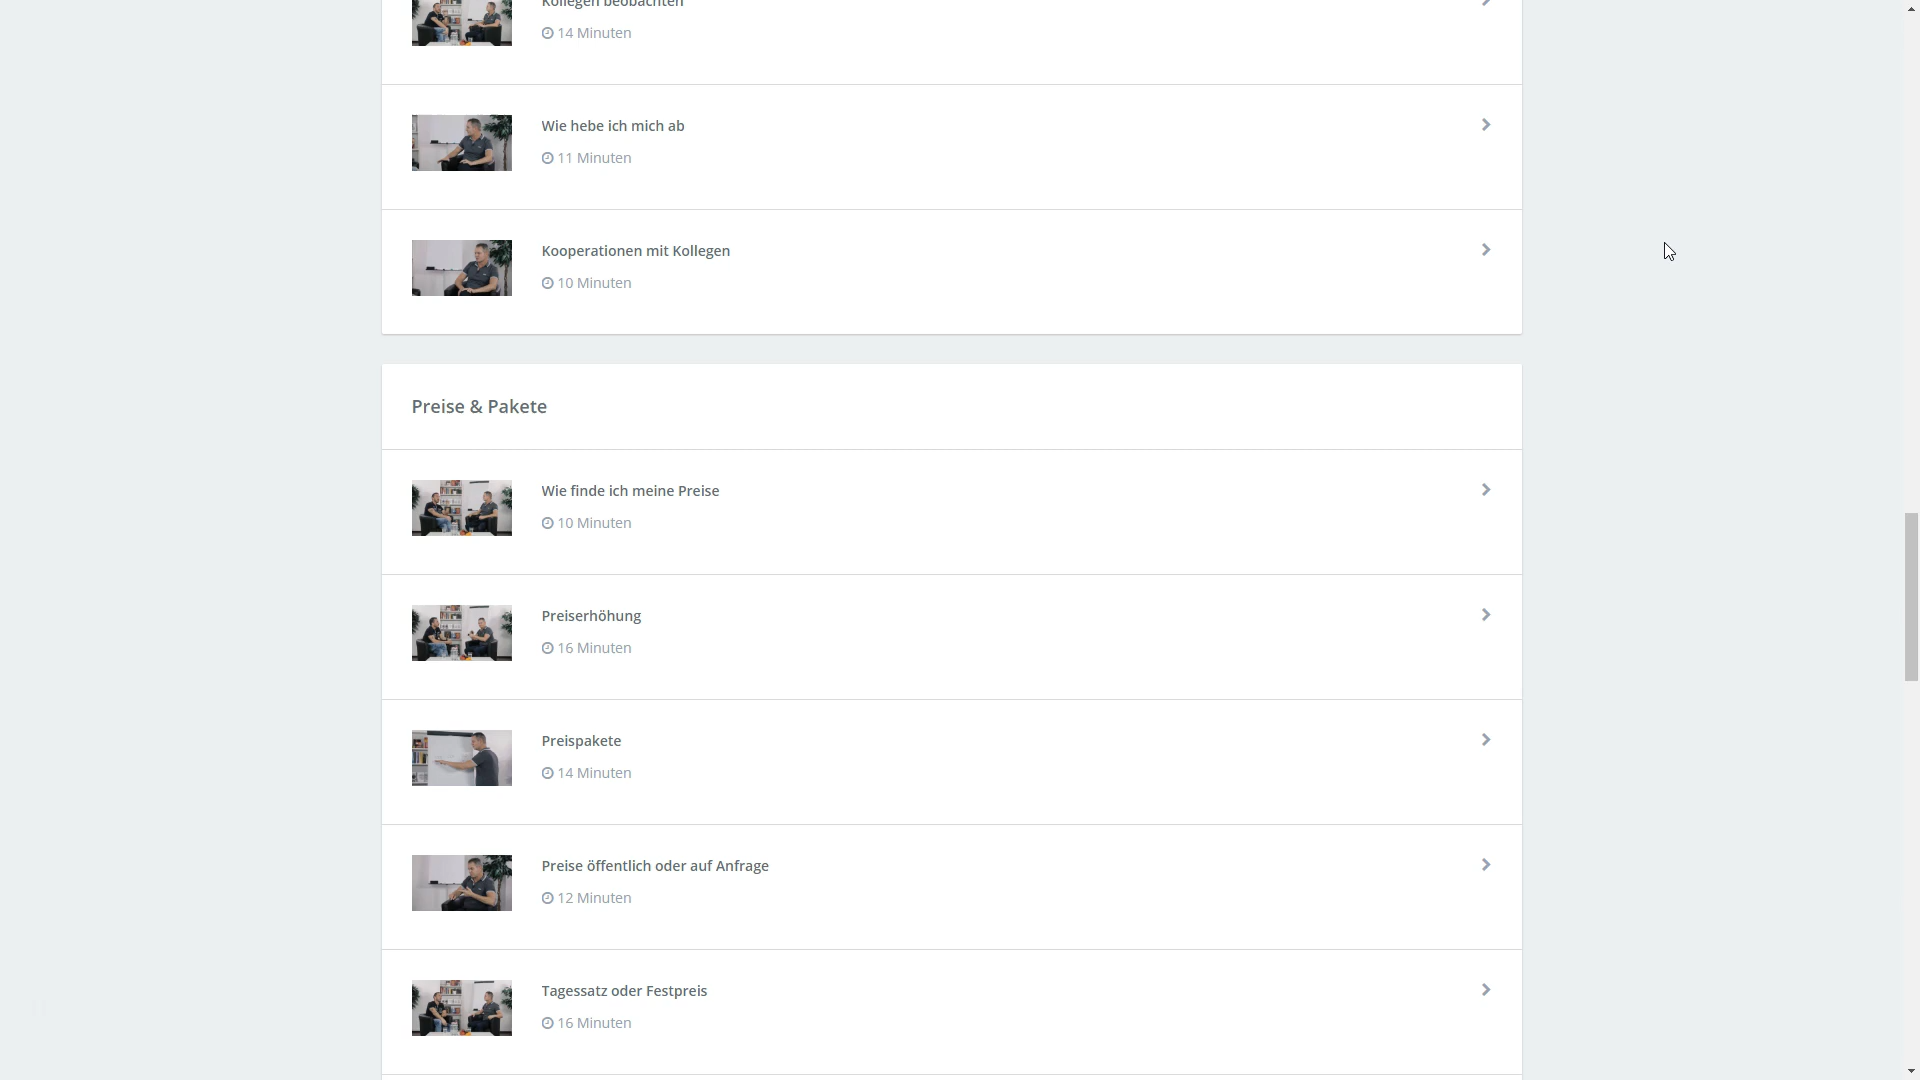 Kollegen beobachten
14 Minuten
Wie hebe ich mich ab
11 Minuten
Kooperationen mit Kollegen
10 Minuten
Preise & Pakete
Wie finde ich meine Preise
10 Minuten
Preiserhöhung
16 Minuten
Preispakete
14 Minuten
Preise öffentlich oder auf Anfrage
12 Minuten
Tagessatz oder Festpreis
16 Minuten